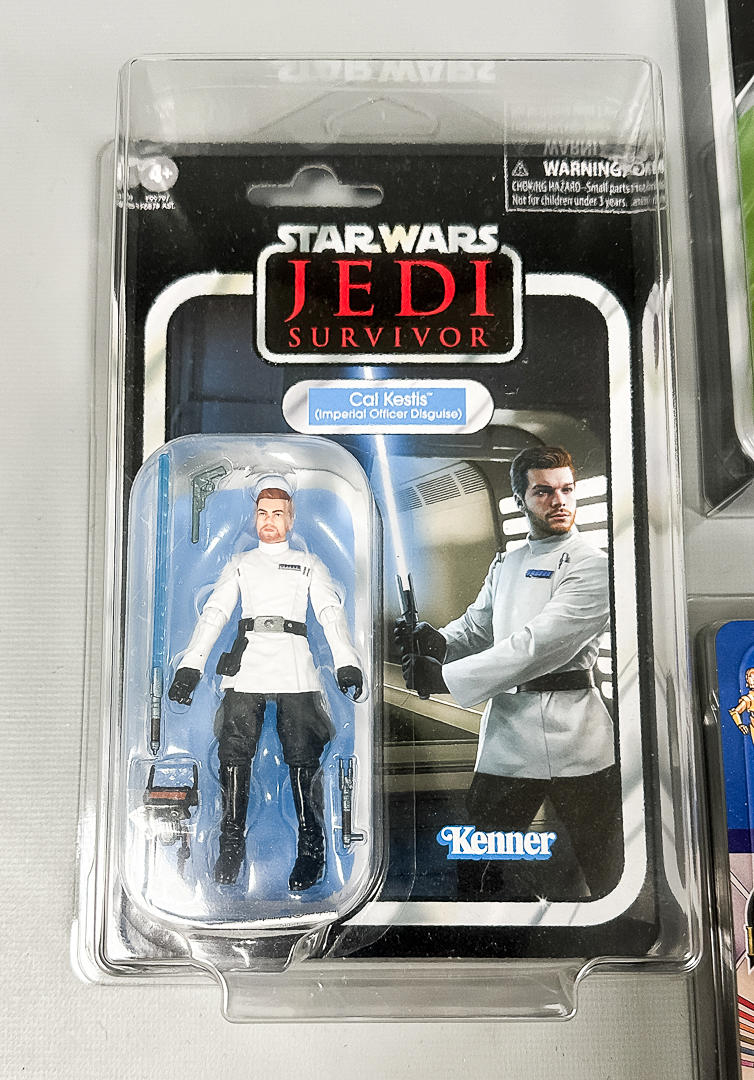 4+
WARNING:
CHOKING HAZARD–Small parts
Not for children under 3 years.
STAR WARS
JEDI
SURVIVOR
Cal Kestis™
(Imperial Officer Disguise)
Kenner